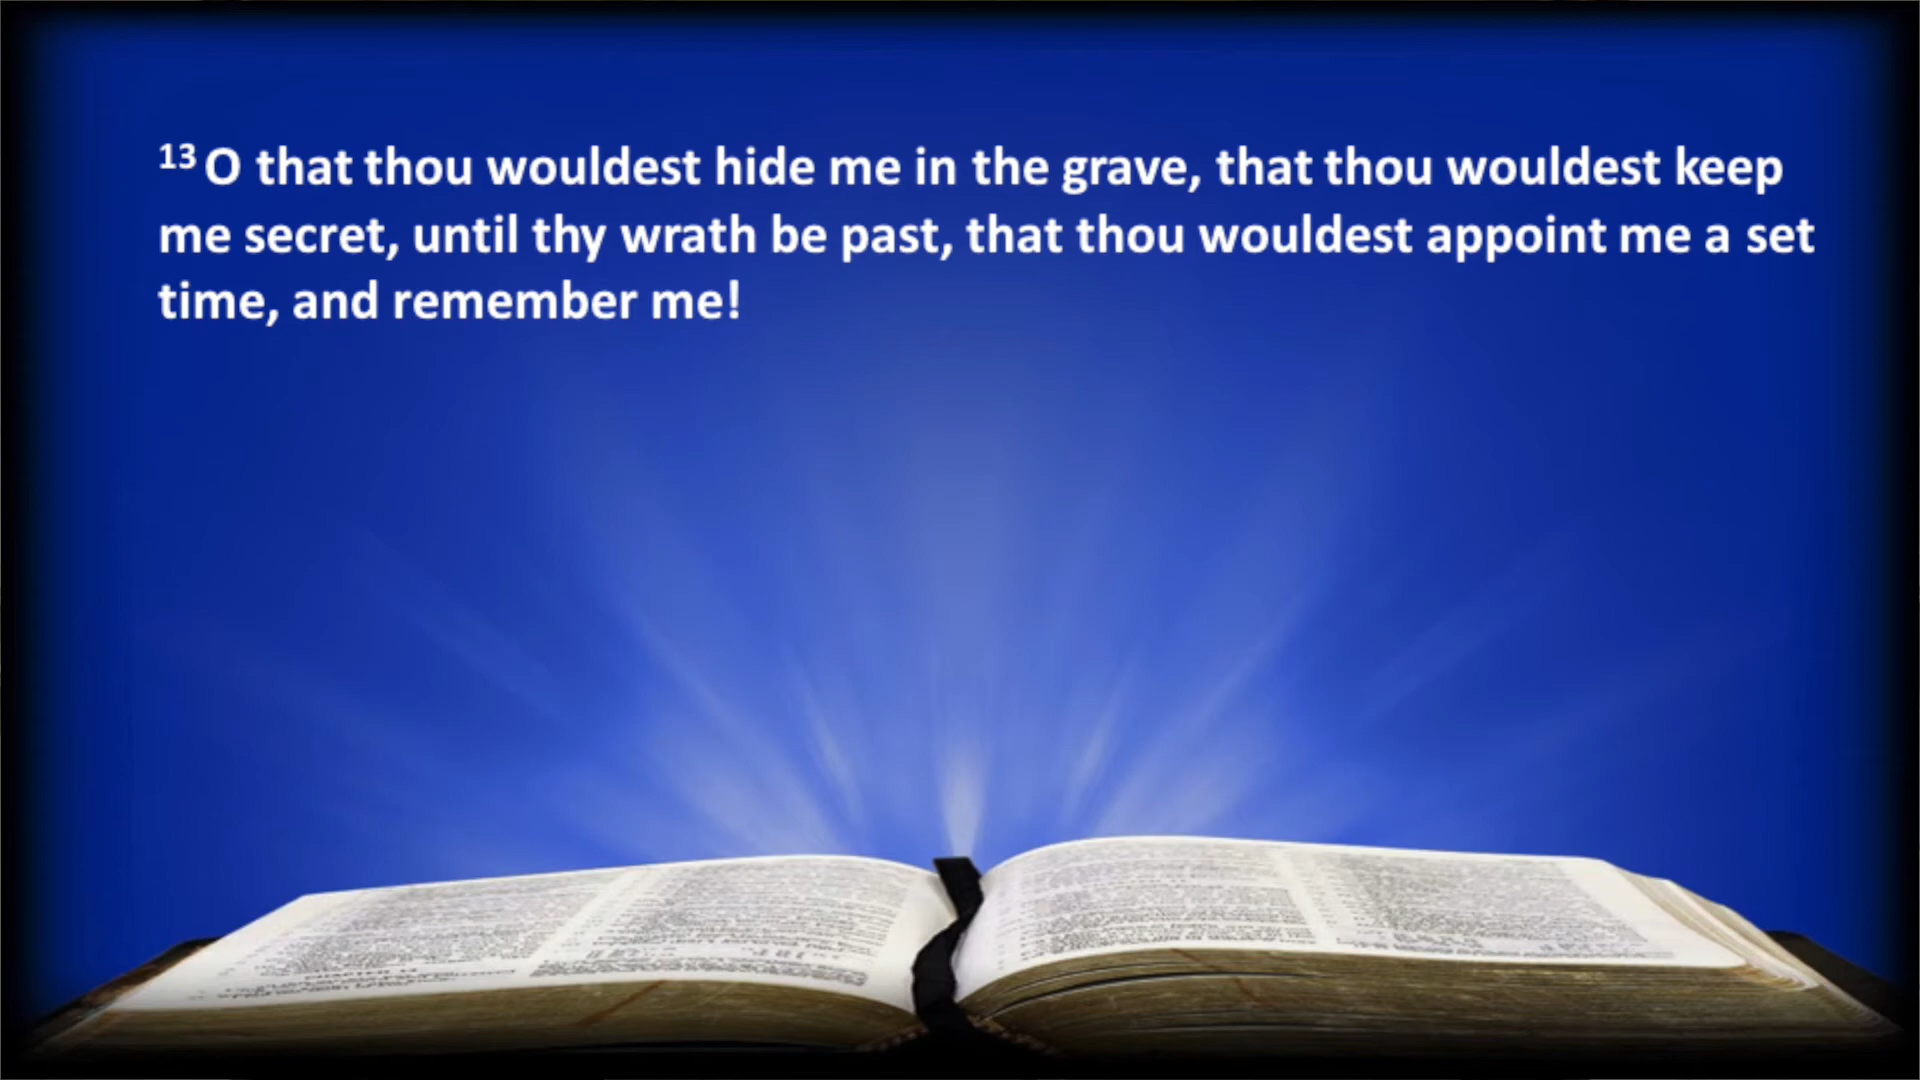 13 O that thou wouldest hide me in the grave, that thou wouldest keep
me secret, until thy wrath be past, that thou wouldest appoint me a set
time, and remember me!